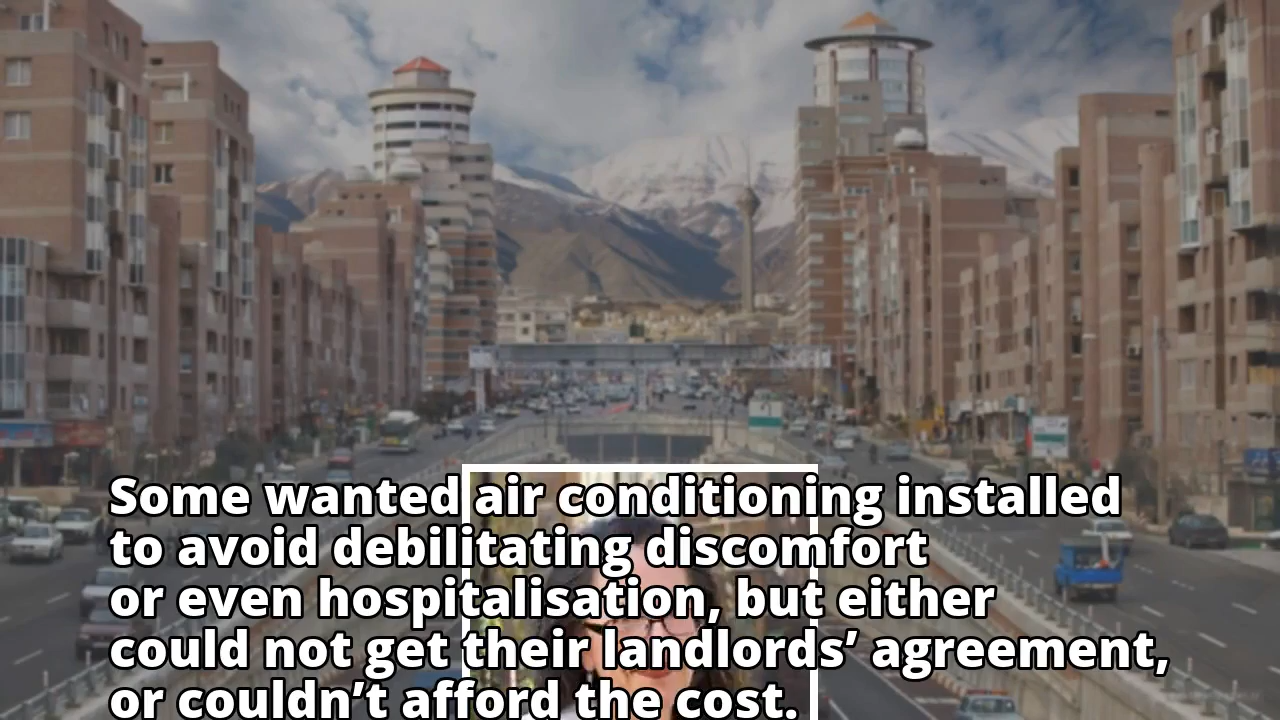 Some wanted air conditioning installed
to avoid debilitating discomfort
or even hospitalisation, but either
could not get their landlords’ agreement,
or couldn’t afford the cost.